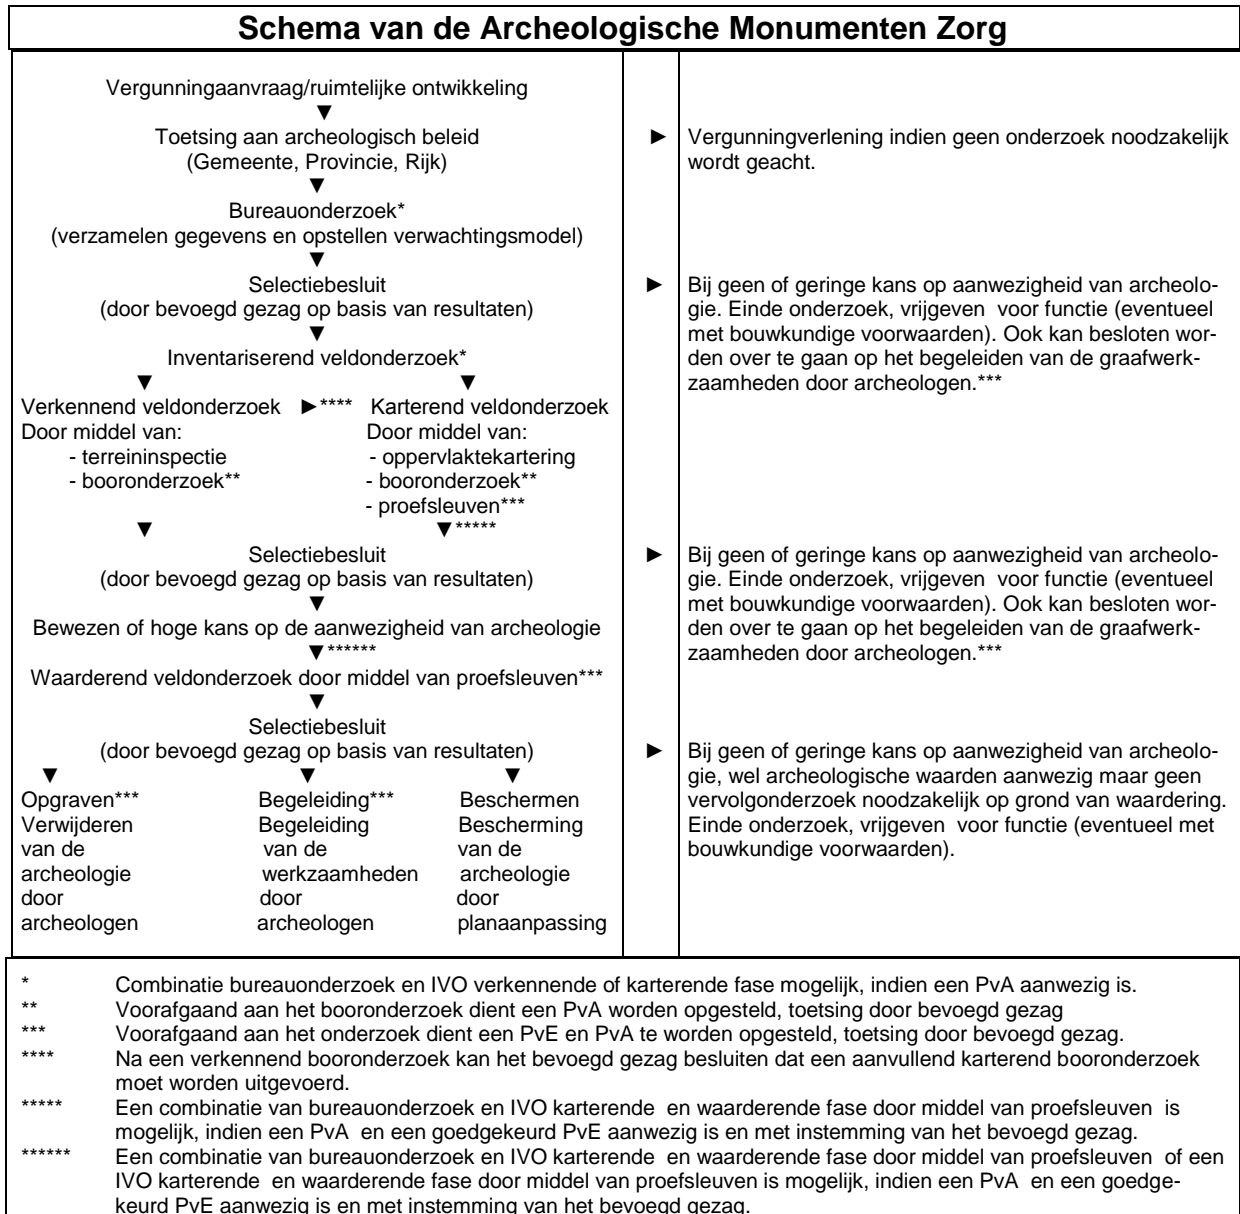 Schema van de Archeologische Monumenten Zorg
Vergunningaanvraag/ruimtelijke ontwikkeling
▼
Toetsing aan archeologisch beleid
(Gemeente, Provincie, Rijk)
► Vergunningverlening indien geen onderzoek noodzakelijk
wordt geacht.
▼
Bureauonderzoek*
(verzamelen gegevens en opstellen verwachtingsmodel)
▼
Selectiebesluit
(door bevoegd gezag op basis van resultaten)
► Bij geen of geringe kans op aanwezigheid van archeolo-
gie. Einde onderzoek, vrijgeven voor functie (eventueel
met bouwkundige voorwaarden). Ook kan besloten wor-
den over te gaan op het begeleiden van de graafwerk-
zaamheden door archeologen.***
▼
Inventariserend veldonderzoek*
▼ ▼
Verkennend veldonderzoek ►**** Karterend veldonderzoek
Door middel van: Door middel van:
- terreininspectie - oppervlaktekartering
- booronderzoek** - booronderzoek**
- proefsleuven***
▼ ▼*****
Selectiebesluit
(door bevoegd gezag op basis van resultaten)
► Bij geen of geringe kans op aanwezigheid van archeolo-
gie. Einde onderzoek, vrijgeven voor functie (eventueel
met bouwkundige voorwaarden). Ook kan besloten wor-
den over te gaan op het begeleiden van de graafwerk-
zaamheden door archeologen.***
▼
Bewezen of hoge kans op de aanwezigheid van archeologie
▼******
Waarderend veldonderzoek door middel van proefsleuven***
▼
Selectiebesluit
(door bevoegd gezag op basis van resultaten)
► Bij geen of geringe kans op aanwezigheid van archeolo-
gie, wel archeologische waarden aanwezig maar geen
vervolgonderzoek noodzakelijk op grond van waardering.
Einde onderzoek, vrijgeven voor functie (eventueel met
bouwkundige voorwaarden).
▼ ▼ ▼
Opgraven*** Begeleiding*** Beschermen
Verwijderen Begeleiding Bescherming
van de van de van de
archeologie werkzaamheden archeologie
door door door
archeologen archeologen planaanpassing
* Combinatie bureauonderzoek en IVO verkennende of karterende fase mogelijk, indien een PvA aanwezig is.
** Voorafgaand aan het booronderzoek dient een PvA worden opgesteld, toetsing door bevoegd gezag
*** Voorafgaand aan het onderzoek dient een PvE en PvA te worden opgesteld, toetsing door bevoegd gezag.
**** Na een verkennend booronderzoek kan het bevoegd gezag besluiten dat een aanvullend karterend booronderzoek
moet worden uitgevoerd.
***** Een combinatie van bureauonderzoek en IVO karterende en waarderende fase door middel van proefsleuven is
mogelijk, indien een PvA en een goedgekeurd PvE aanwezig is en met instemming van het bevoegd gezag.
****** Een combinatie van bureauonderzoek en IVO karterende en waarderende fase door middel van proefsleuven of een
IVO karterende en waarderende fase door middel van proefsleuven is mogelijk, indien een PvA en een goedge-
keurd PvE aanwezig is en met instemming van het bevoegd gezag.